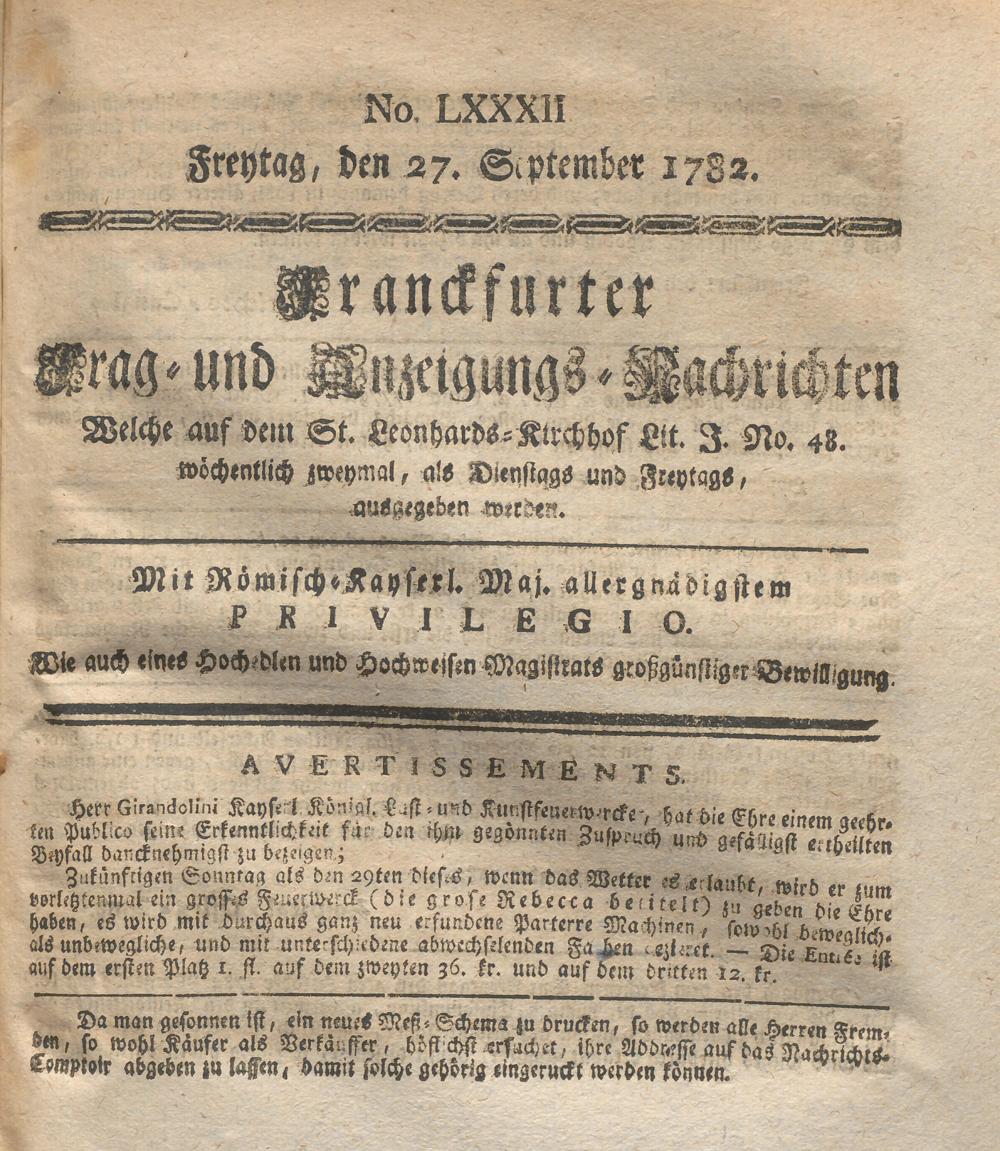 No. LXXXII
Freytag, den 27. September 1782.
Franckfurter
Frag- und Anzeigungs-Nachrichten
Welche auf dem St. Leonhards-Kirchhof Lit. J. No. 48.
wöchentlich zweymal, als Dienstags und Freytags,
ausgegeben werden.
Mit Römisch-Kayserl. Maj. allergnädigstem
PRIVILEGIO.
Wie auch eines Hochedlen und Hochweisen Magistrats großgünstiger Bewilligung.
AVERTISSEMENTS.
Herr Girandolini Kayserl. Königl. Lust- und Kunstfeuerwercker, hat die Ehre einem geehr-
ten Publico seine Erkenntlichkeit für den ihm gegönnten Zuspruch und gefälligst ertheilten
Beyfall dancknehmigst zu bezeigen;
Zukünftigen Sonntag als den 29ten dieses, wenn das Wetter es erlaubt, wird er zum
vorletztenmal ein grosses Feuerwerck (die grose Rebecca betitelt) zu geben die Ehre
haben, es wird mit durchaus ganz neu erfundene Parterre Machinen, sowohl beweglich-
als unbewegliche, und mit unterschiedene abwechselenden Farben gezieret. — Die Entrée ist
auf dem ersten Platz 1. fl. auf dem zweyten 36. kr. und auf dem dritten 12. kr.
Da man gesonnen ist, ein neues Meß-Schema zu drucken, so werden alle Herren Frem-
den, so wohl Käufer als Verkäuffer, höflichst ersuchet, ihre Addresse auf das Nachrichts-
Comptoir abgeben zu lassen, damit solche gehörig eingeruckt werden können.